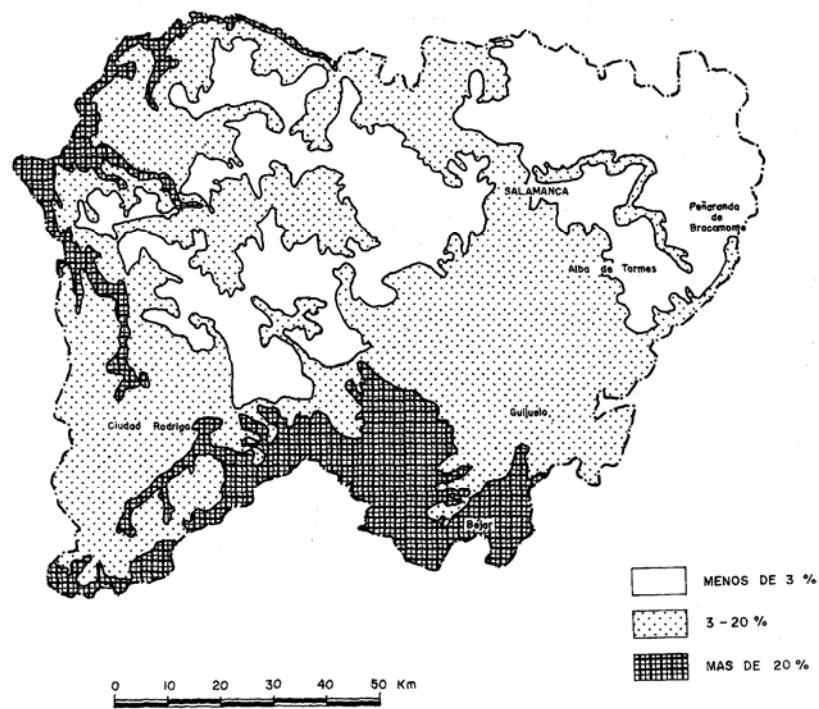 SALAMANCA
Peñaranda
de
Bracamonte
Alba de Tormes
Guijuelo
Ciudad Rodrigo
Béjar
MENOS DE 3 %
3 - 20 %
MAS DE 20 %
0 10 20 30 40 50 Km